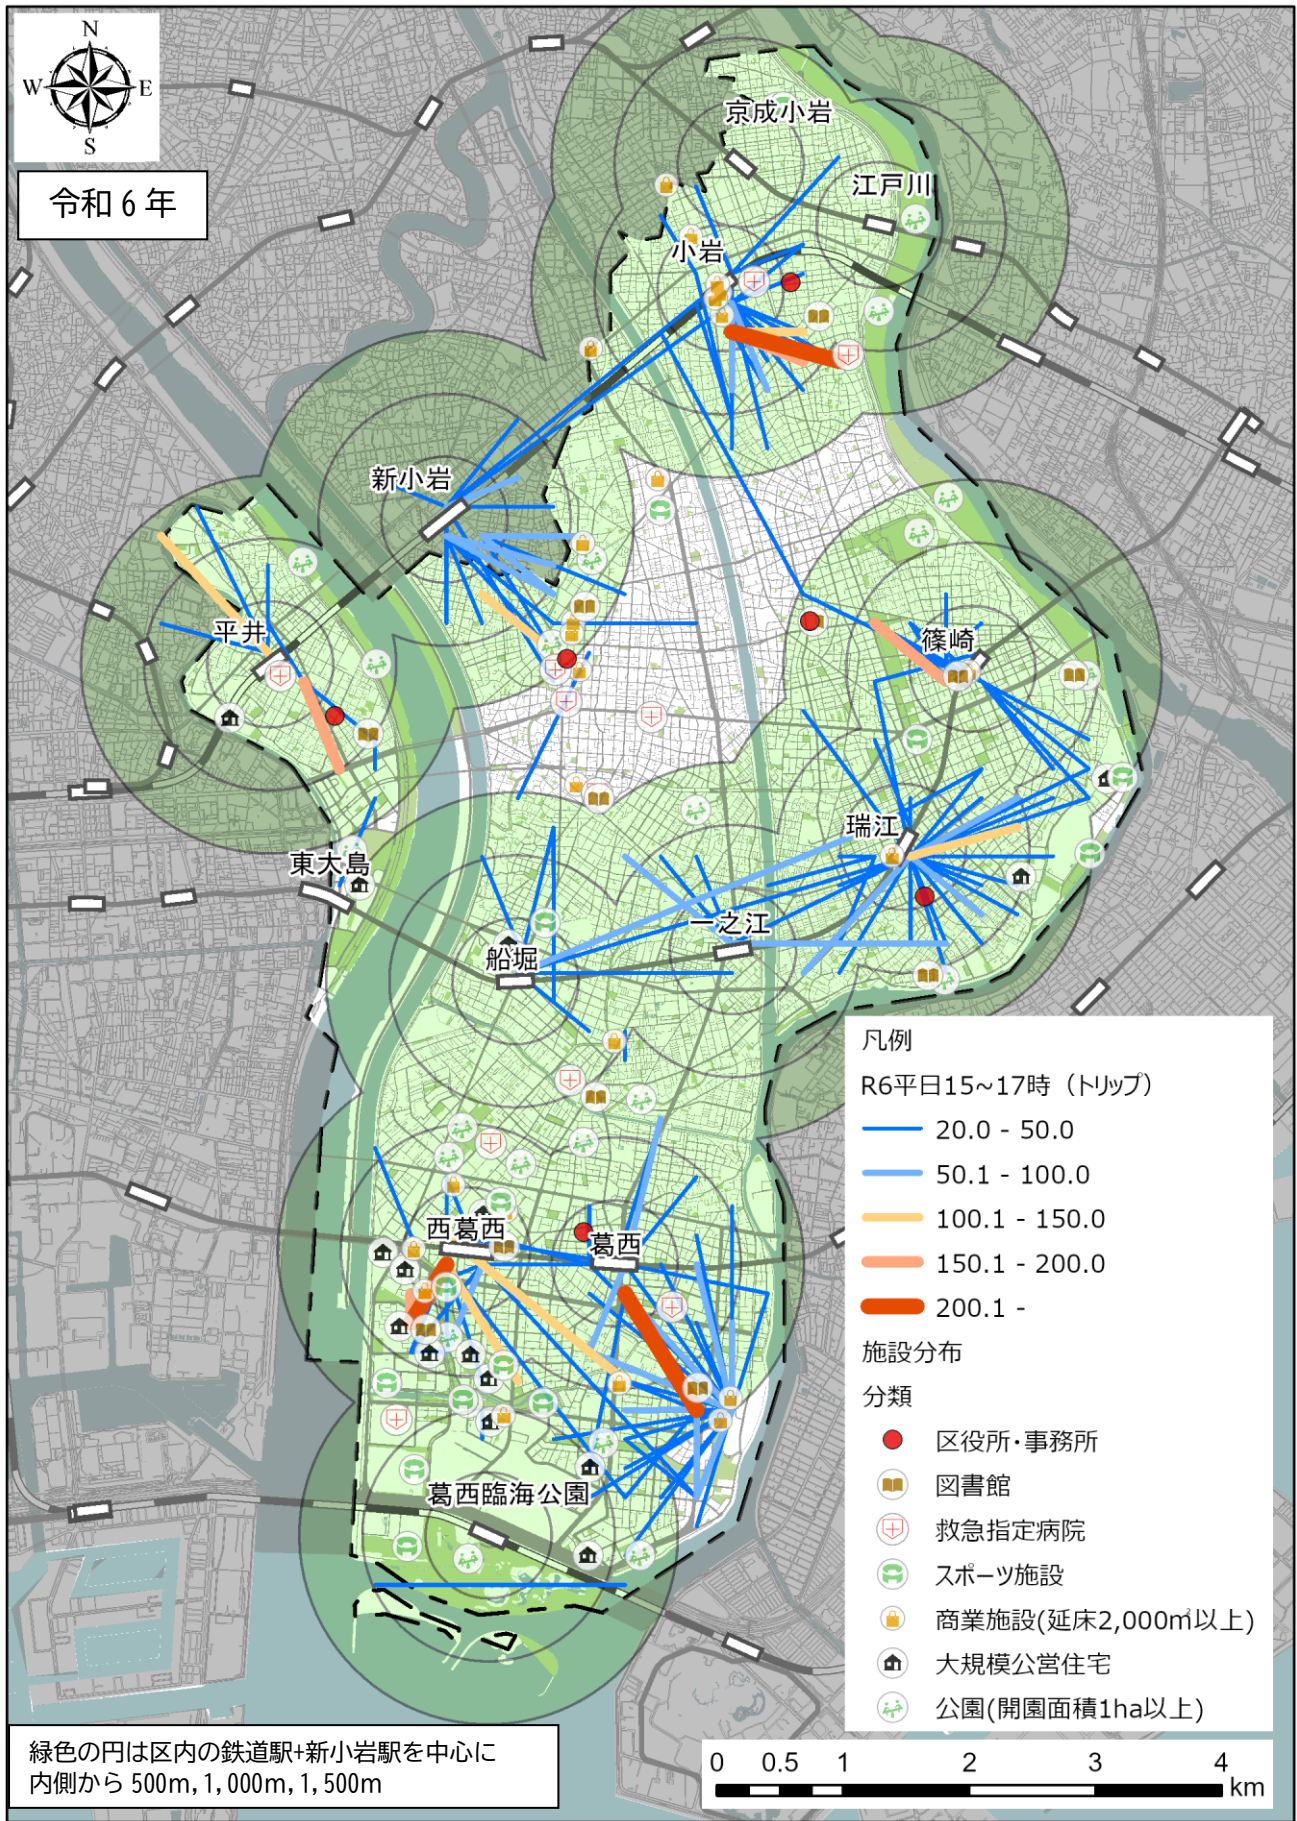 N
W
E
S
令和６年
京成小岩
江戸川
小岩
新小岩
平井
篠崎
瑞江
東大島
一之江
船堀
西葛西
葛西
葛西臨海公園
凡例
R6平日15~17時（トリップ）
20.0 - 50.0
50.1 - 100.0
100.1 - 150.0
150.1 - 200.0
200.1 -
施設分布
分類
区役所・事務所
図書館
救急指定病院
スポーツ施設
商業施設(延床2,000㎡以上)
大規模公営住宅
公園(開園面積1ha以上)
緑色の円は区内の鉄道駅+新小岩駅を中心に
内側から 500m, 1,000m, 1,500m
0 0.5 1 2 3 4
km